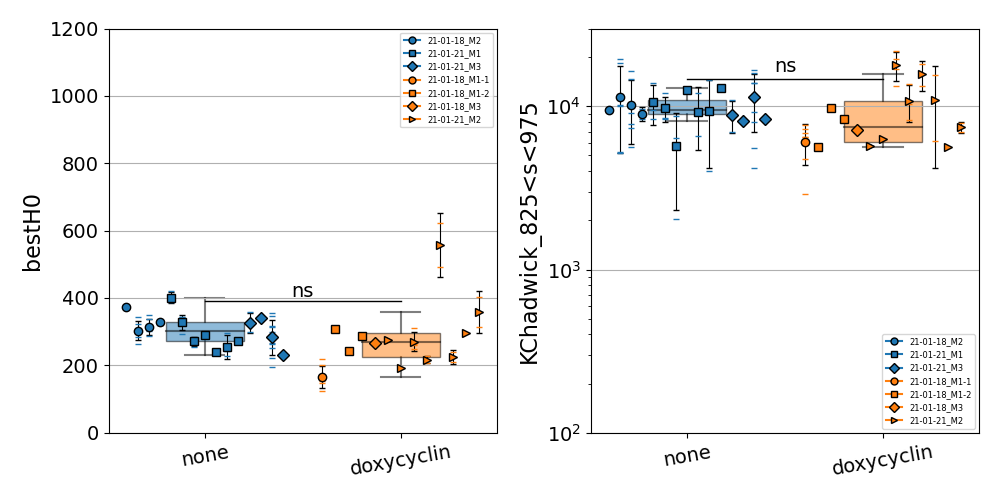 1200
1000
800
600
400
200
0
bestH0
21-01-18_M2
21-01-21_M1
21-01-21_M3
21-01-18_M1-1
21-01-18_M1-2
21-01-18_M3
21-01-21_M2
ns
none
doxycyclin
KChadwick_825<s<975
10⁴
10³
10²
ns
21-01-18_M2
21-01-21_M1
21-01-21_M3
21-01-18_M1-1
21-01-18_M1-2
21-01-18_M3
21-01-21_M2
none
doxycyclin